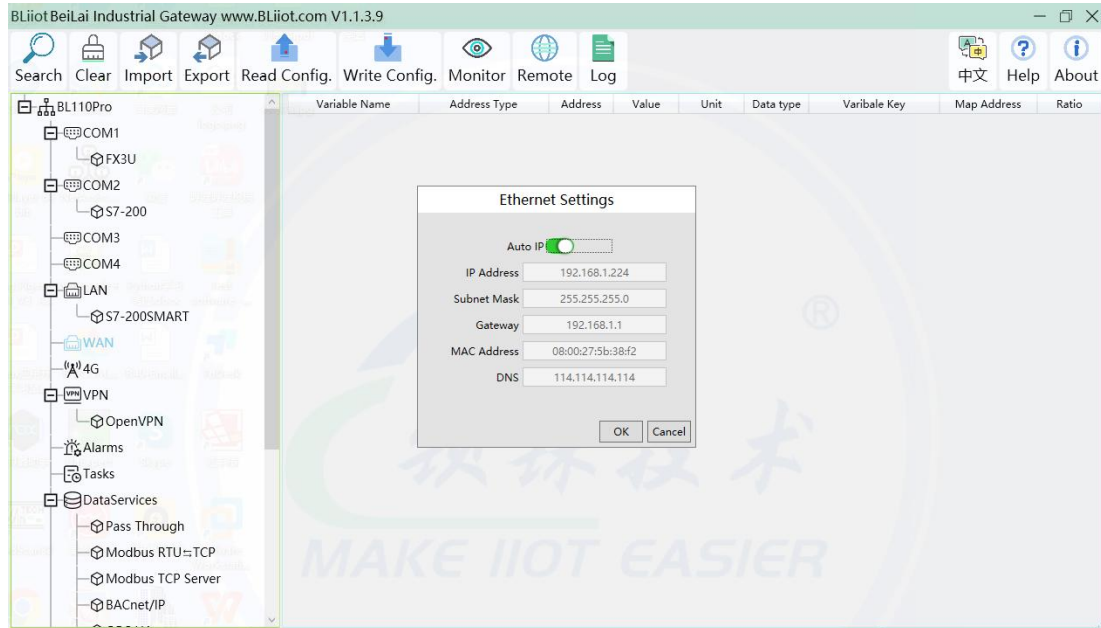 BLiiot BeiLai Industrial Gateway www.BLiiot.com V1.1.3.9
Search Clear Import Export Read Config. Write Config. Monitor Remote Log 中文 Help About
Variable Name Address Type Address Value Unit Data type Varibale Key Map Address Ratio
BL110Pro
COM1
FX3U
COM2
S7-200
COM3
COM4
LAN
S7-200SMART
WAN
4G
VPN VPN
OpenVPN
Alarms
Tasks
DataServices
Pass Through
Modbus RTU⇆TCP
Modbus TCP Server
BACnet/IP
Ethernet Settings
Auto IP
IP Address 192.168.1.224
Subnet Mask 255.255.255.0
Gateway 192.168.1.1
MAC Address 08:00:27:5b:38:f2
DNS 114.114.114.114
OK Cancel
®
钡铼技术
MAKE IIOT EASIER